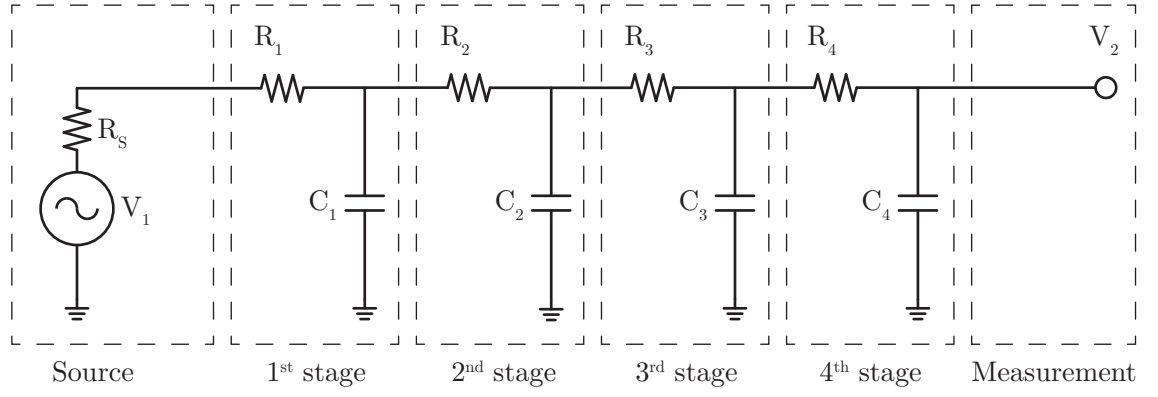 R₁ R₂ R₃ R₄ V₂
R_S
V₁ C₁ C₂ C₃ C₄
Source 1st stage 2nd stage 3rd stage 4th stage Measurement